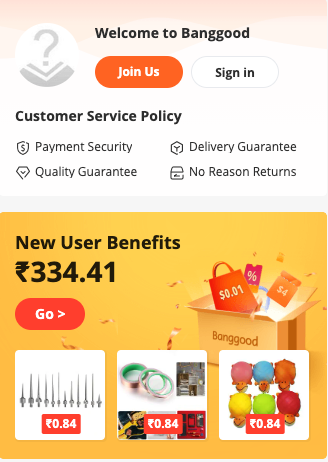 Welcome to Banggood
Join Us
Sign in
Customer Service Policy
Payment Security
Delivery Guarantee
Quality Guarantee
No Reason Returns
New User Benefits
₹334.41
Go >
$0.01
%
$4
Banggood
₹0.84
₹0.84
₹0.84